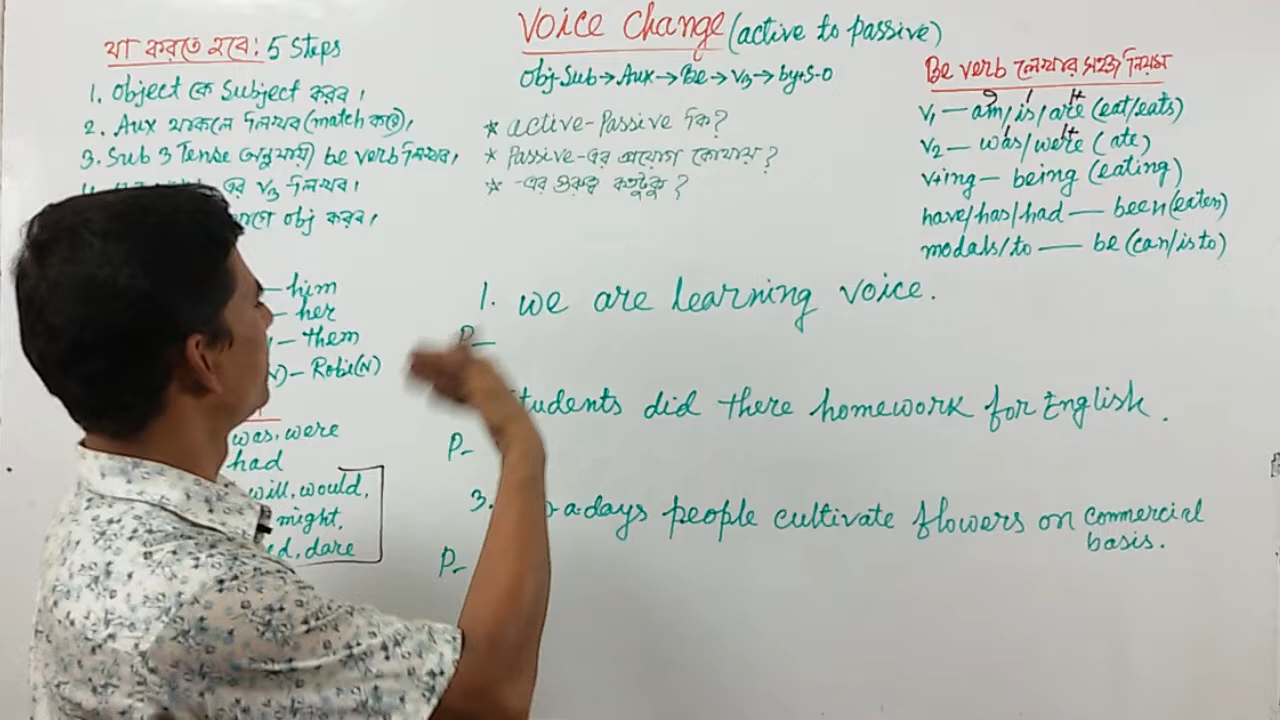 যা করতে হবে: 5 Steps
1. Object কে Subject করব।
2. Aux থাকলে লিখব (match করে)।
3. Sub ও Tense অনুযায়ী be verb লিখব।
এর V3 লিখব।
আগে obj করব।
– him
– her
– them
N) – Robi(N)
was, were
had
will, would,
might,
ed, dare
Voice Change (active to passive)
Obj-Sub → Aux → Be → V3 → by+S-O
* active-Passive কি?
* Passive-এর প্রয়োগ কোথায়?
* -এর গুরুত্ব কতটুকু?
1. we are learning voice.
P–
tudents did there homework for English.
P–
3. a-days people cultivate flowers on commercial
basis.
P–
Be verb লেখার সহজ নিয়ম
V1 – am/is/are (eat/eats)
V2 – was/were (ate)
v+ing – being (eating)
have/has/had — been (eaten)
modals/to — be (can/is to)